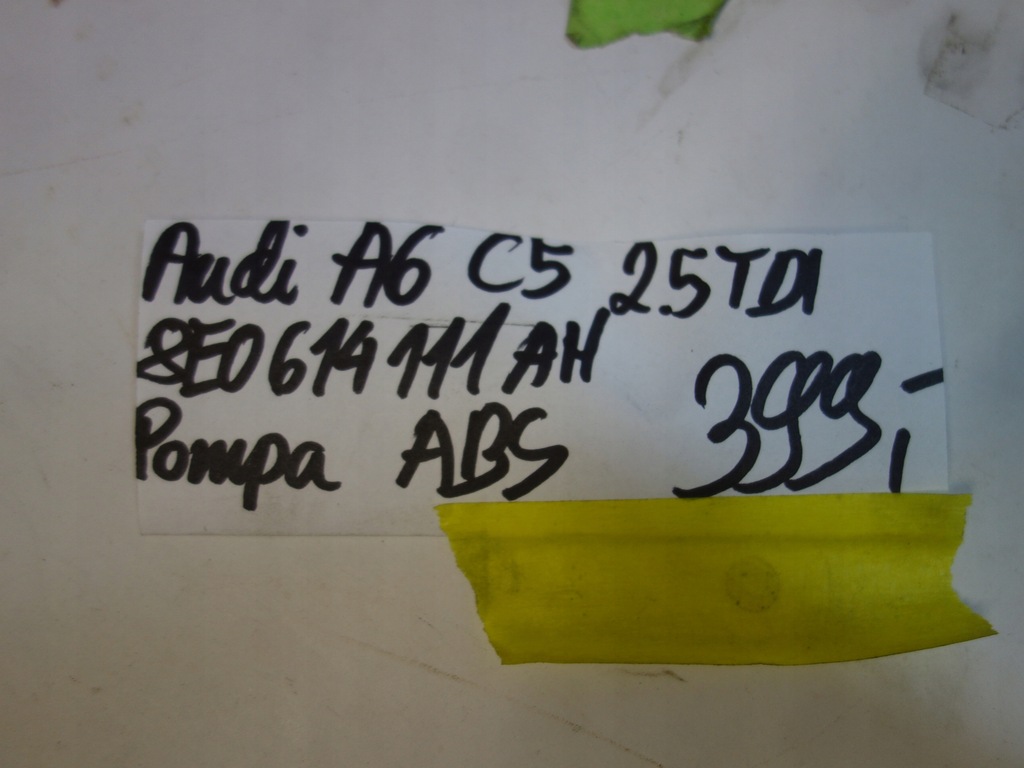 Audi A6 C5 2.5TDI
8E0614111AH
Pompa ABS 399,-